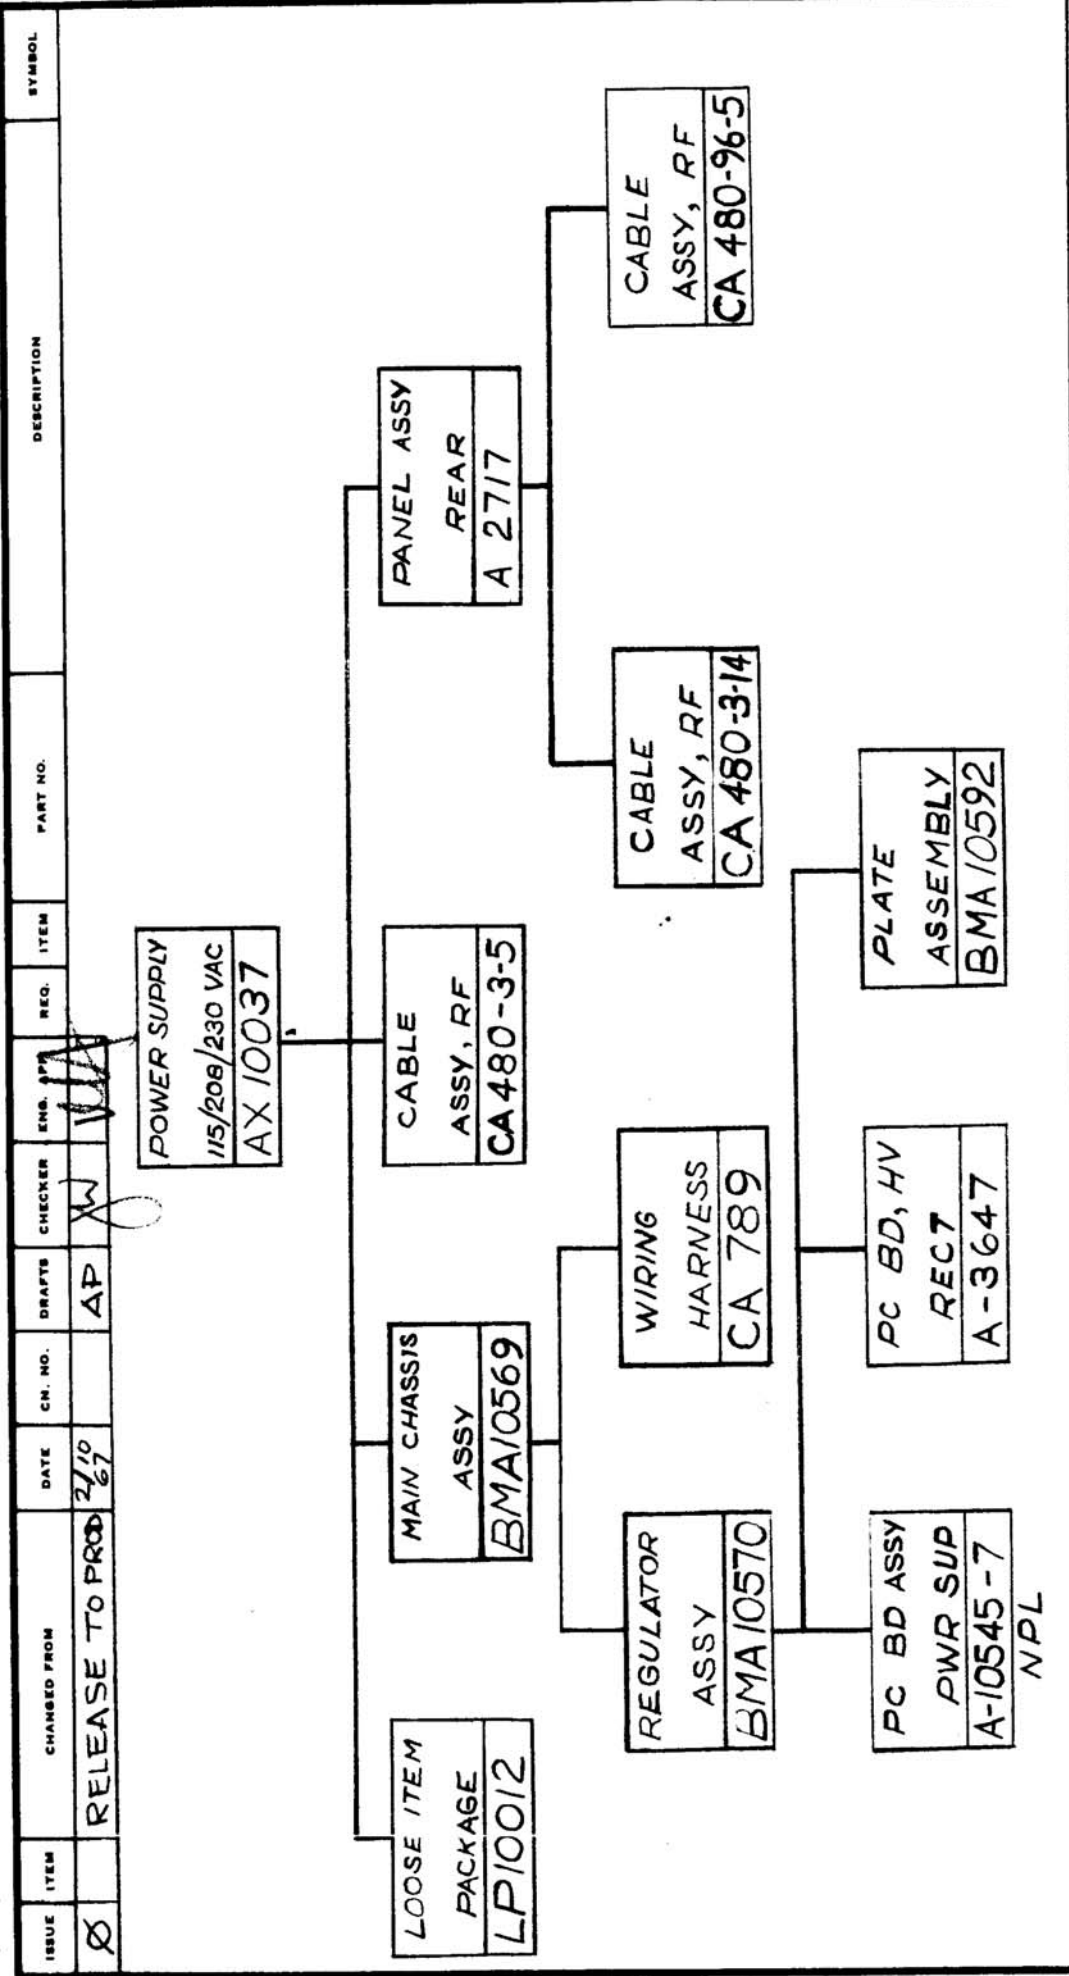 ISSUE ITEM CHANGED FROM DATE CN. NO. DRAFTS CHECKER ENG. APP. REQ. ITEM PART NO. DESCRIPTION SYMBOL
Ø RELEASE TO PROD 2/10 67 AP
POWER SUPPLY
115/208/230 VAC
AX 10037
LOOSE ITEM
PACKAGE
LP10012
MAIN CHASSIS
ASSY
BMA10569
CABLE
ASSY, RF
CA480-3-5
PANEL ASSY
REAR
A 2717
REGULATOR
ASSY
BMA10570
WIRING
HARNESS
CA 789
CABLE
ASSY, RF
CA 480-3-14
CABLE
ASSY, RF
CA 480-96-5
PC BD ASSY
PWR SUP
A-10545-7
NPL
PC BD, HV
RECT
A-3647
PLATE
ASSEMBLY
BMA10592